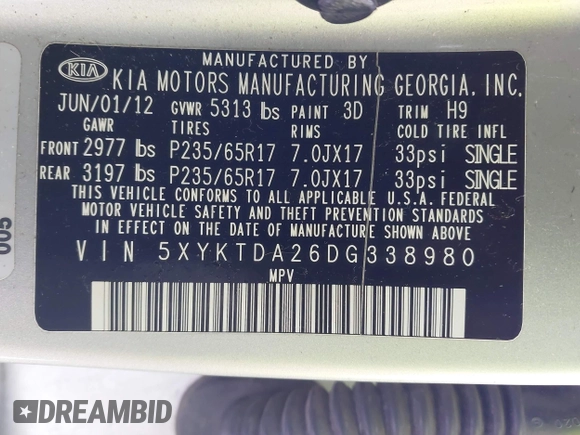 MANUFACTURED BY
KIA KIA MOTORS MANUFACTURING GEORGIA, INC.
JUN/01/12 GVWR 5313 lbs PAINT 3D TRIM H9
GAWR TIRES RIMS COLD TIRE INFL
FRONT 2977 lbs P235/65R17 7.0JX17 33psi SINGLE
REAR 3197 lbs P235/65R17 7.0JX17 33psi SINGLE
THIS VEHICLE CONFORMS TO ALL APPLICABLE U.S.A. FEDERAL
MOTOR VEHICLE SAFETY AND THEFT PREVENTION STANDARDS
IN EFFECT ON THE DATE OF MANUFACTURE SHOWN ABOVE.
VIN 5XYKTDA26DG338980
MPV
005
DREAMBID